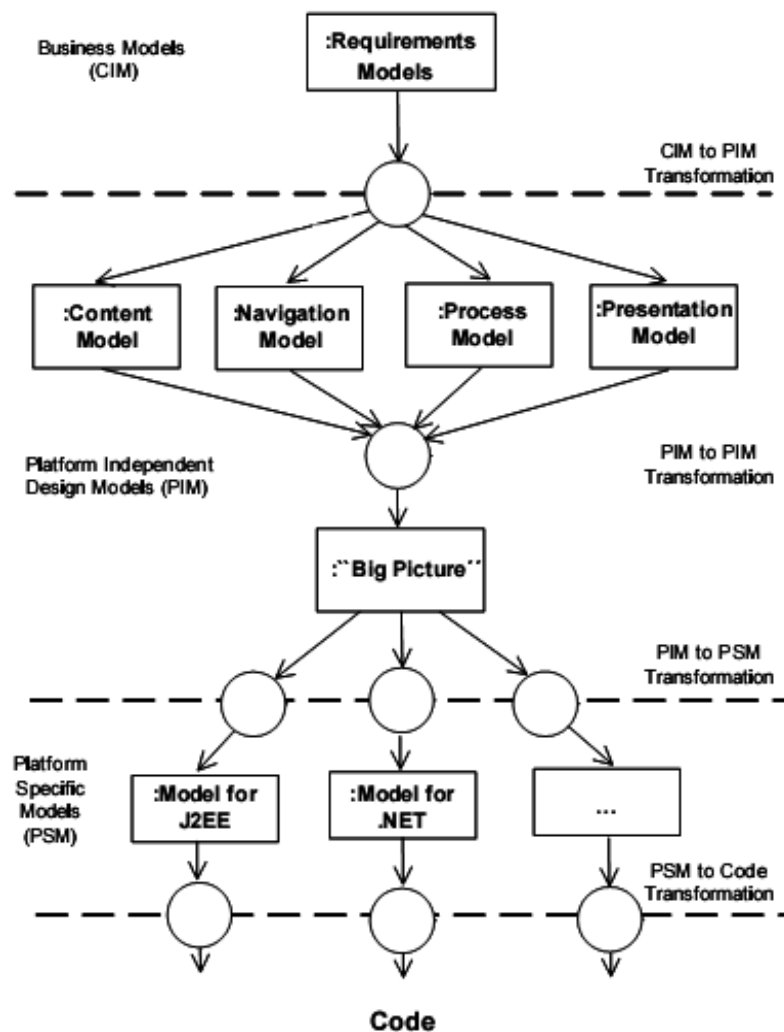 Business Models
(CIM)
:Requirements
Models
CIM to PIM
Transformation
:Content
Model
:Navigation
Model
:Process
Model
:Presentation
Model
Platform Independent
Design Models (PIM)
PIM to PIM
Transformation
:``Big Picture´´
PIM to PSM
Transformation
Platform
Specific
Models
(PSM)
:Model for
J2EE
:Model for
.NET
...
PSM to Code
Transformation
Code